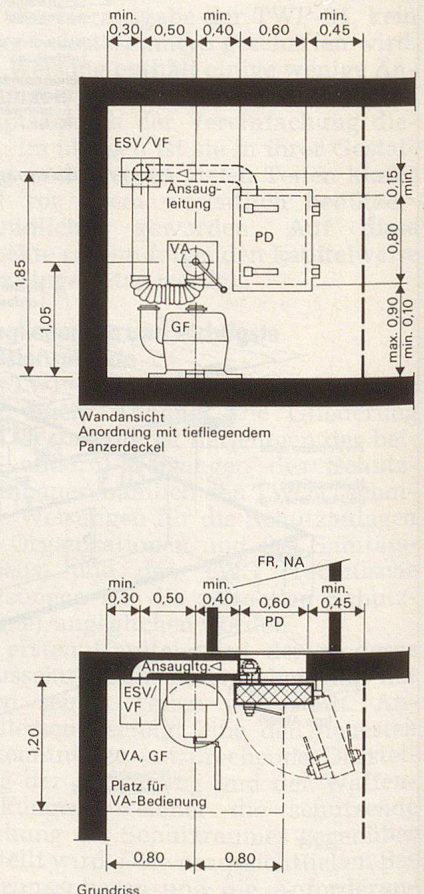 min. min. min. min.
0,30 0,50 0,40 0,60 0,45
ESV/VF
Ansaug-
leitung
0,15
min.
PD
VA
0,80
1,85
1,05
GF
max. 0,90
min. 0,10
Wandansicht
Anordnung mit tiefliegendem
Panzerdeckel
FR, NA
min. min. min.
0,30 0,50 0,40 0,60 0,45
PD
Ansaugltg.
ESV/
VF
1,20
VA, GF
Platz für
VA-Bedienung
0,80 0,80
Grundriss